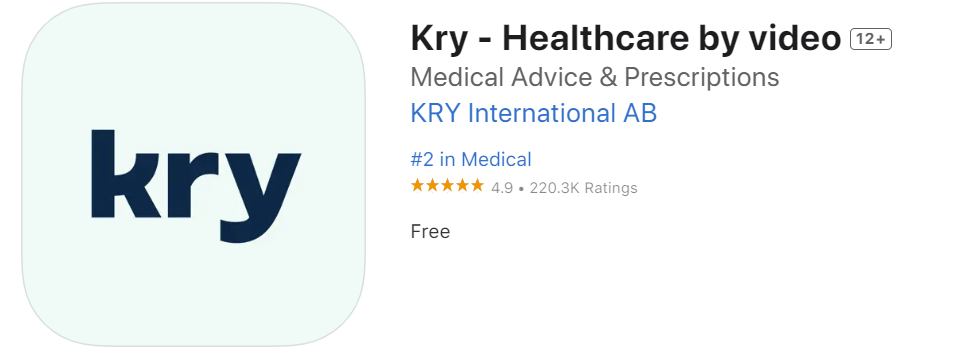 kry
Kry - Healthcare by video 12+
Medical Advice & Prescriptions
KRY International AB
#2 in Medical
★★★★★ 4.9 • 220.3K Ratings
Free